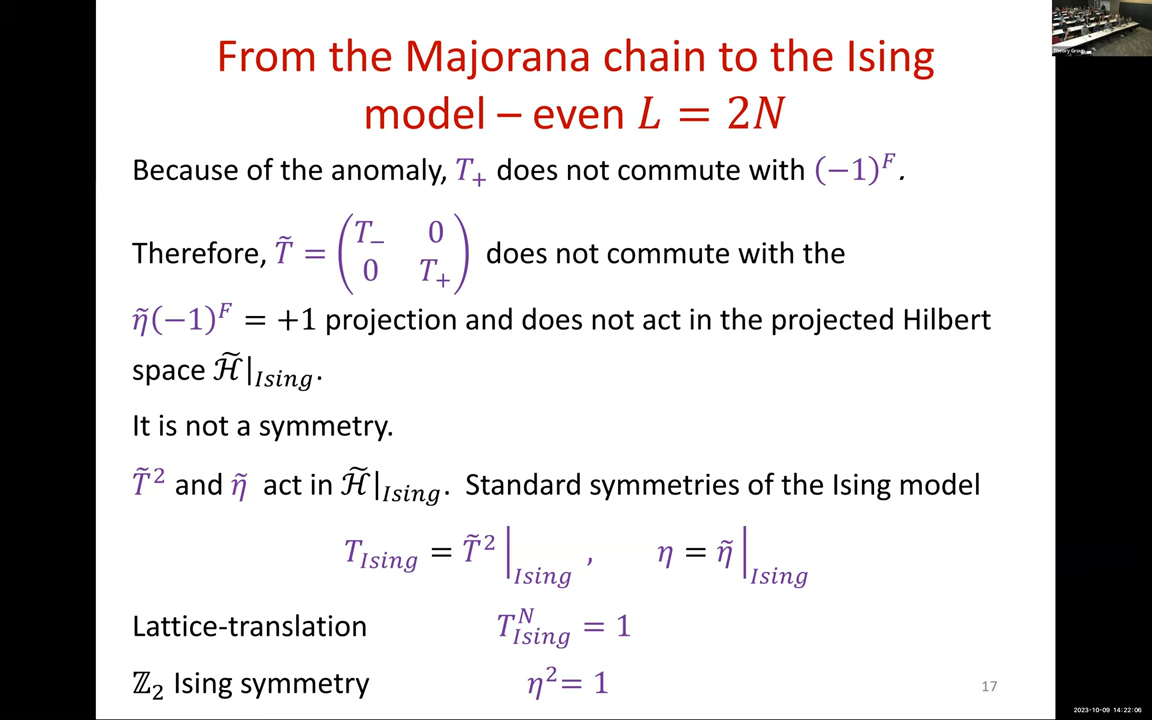 Theory Group
From the Majorana chain to the Ising
model – even L = 2N
Because of the anomaly, T₊ does not commute with (−1)^F.
Therefore, T̃ = (T₋ 0; 0 T₊) does not commute with the
η̃(−1)^F = +1 projection and does not act in the projected Hilbert
space ℋ̃|_Ising.
It is not a symmetry.
T̃² and η̃ act in ℋ̃|_Ising. Standard symmetries of the Ising model
T_Ising = T̃²|_Ising , η = η̃|_Ising
Lattice-translation T_Ising^N = 1
ℤ₂ Ising symmetry η² = 1
17
2023-10-09 14:22:06